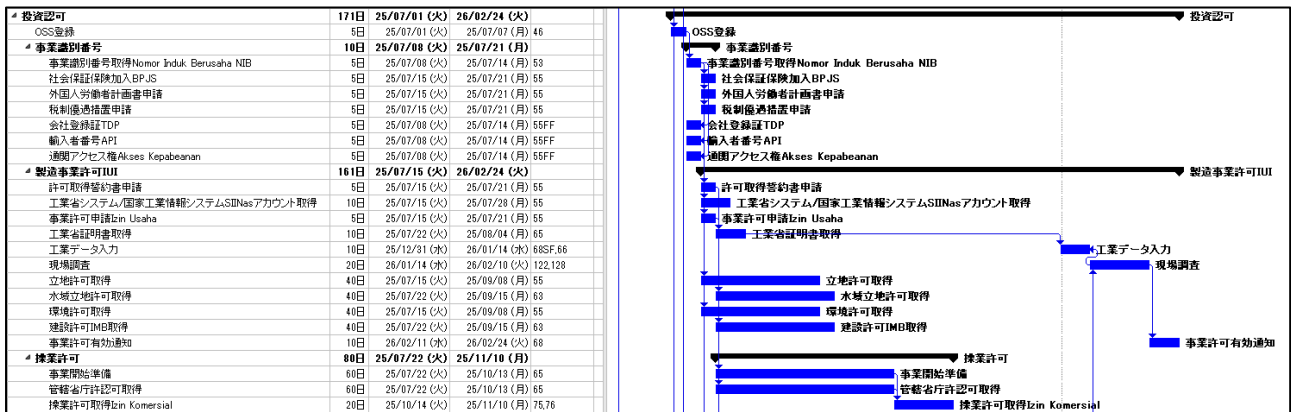 投資認可 171日 25/07/01 (火) 26/02/24 (火) 投資認可
OSS登録 5日 25/07/01 (火) 25/07/07 (月) 46 OSS登録
事業識別番号 10日 25/07/08 (火) 25/07/21 (月) 事業識別番号
事業識別番号取得Nomor Induk Berusaha NIB 5日 25/07/08 (火) 25/07/14 (月) 53 事業識別番号取得Nomor Induk Berusaha NIB
社会保証保険加入BPJS 5日 25/07/15 (火) 25/07/21 (月) 55 社会保証保険加入BPJS
外国人労働者計画書申請 5日 25/07/15 (火) 25/07/21 (月) 55 外国人労働者計画書申請
税制優遇措置申請 5日 25/07/15 (火) 25/07/21 (月) 55 税制優遇措置申請
会社登録証TDP 5日 25/07/08 (火) 25/07/14 (月) 55FF 会社登録証TDP
輸入者番号API 5日 25/07/08 (火) 25/07/14 (月) 55FF 輸入者番号API
通関アクセス権Akses Kepabeanan 5日 25/07/08 (火) 25/07/14 (月) 55FF 通関アクセス権Akses Kepabeanan
製造事業許可IUI 161日 25/07/15 (火) 26/02/24 (火) 製造事業許可IUI
許可取得誓約書申請 5日 25/07/15 (火) 25/07/21 (月) 55 許可取得誓約書申請
工業省システム/国家工業情報システムSIINasアカウント取得 10日 25/07/15 (火) 25/07/28 (月) 55 工業省システム/国家工業情報システムSIINasアカウント取得
事業許可申請Izin Usaha 5日 25/07/15 (火) 25/07/21 (月) 55 事業許可申請Izin Usaha
工業省証明書取得 10日 25/07/22 (火) 25/08/04 (月) 65 工業省証明書取得
工業データ入力 10日 25/12/31 (水) 26/01/14 (水) 68SF,66 工業データ入力
現場調査 20日 26/01/14 (水) 26/02/10 (火) 122,128 現場調査
立地許可取得 40日 25/07/15 (火) 25/09/08 (月) 55 立地許可取得
水域立地許可取得 40日 25/07/22 (火) 25/09/15 (月) 63 水域立地許可取得
環境許可取得 40日 25/07/15 (火) 25/09/08 (月) 55 環境許可取得
建設許可IMB取得 40日 25/07/22 (火) 25/09/15 (月) 63 建設許可IMB取得
事業許可有効通知 10日 26/02/11 (水) 26/02/24 (火) 68 事業許可有効通知
操業許可 80日 25/07/22 (火) 25/11/10 (月) 操業許可
事業開始準備 60日 25/07/22 (火) 25/10/13 (月) 65 事業開始準備
管轄省庁許認可取得 60日 25/07/22 (火) 25/10/13 (月) 65 管轄省庁許認可取得
操業許可取得Izin Komersial 20日 25/10/14 (火) 25/11/10 (月) 75,76 操業許可取得Izin Komersial